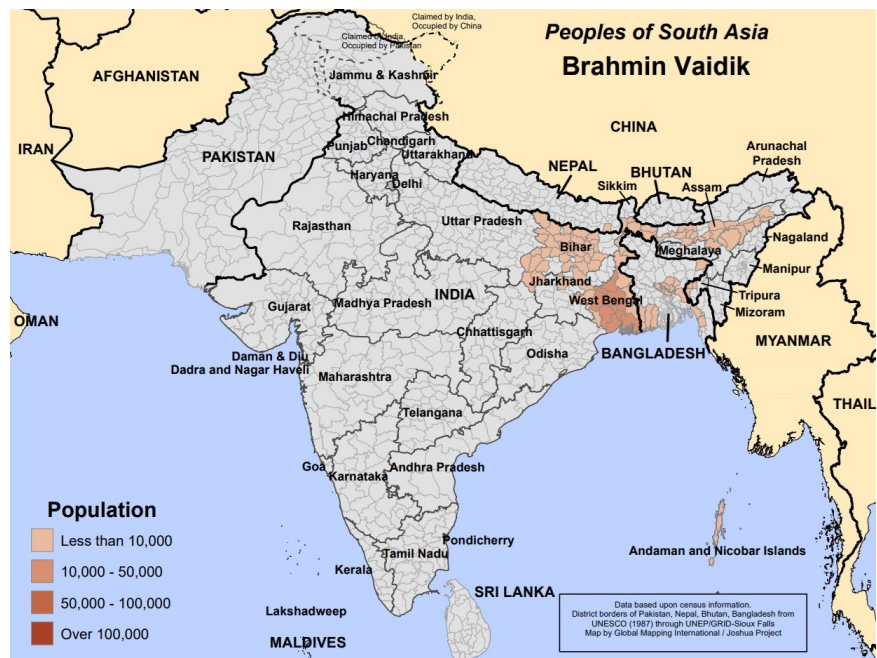 Claimed by India,
Occupied by China
Claimed by India,
Occupied by Pakistan
Peoples of South Asia
Brahmin Vaidik
AFGHANISTAN
Jammu & Kashmir
Himachal Pradesh
CHINA
IRAN
PAKISTAN
Punjab
Chandigarh
Uttarakhand
Arunachal
Pradesh
NEPAL
BHUTAN
Haryana
Delhi
Sikkim
Assam
Rajasthan
Uttar Pradesh
Bihar
Nagaland
Meghalaya
Manipur
Jharkhand
INDIA
West Bengal
Tripura
Gujarat
Madhya Pradesh
Mizoram
OMAN
Chhattisgarh
MYANMAR
Daman & Diu
Dadra and Nagar Haveli
Odisha
BANGLADESH
Maharashtra
THAIL
Telangana
Goa
Andhra Pradesh
Karnataka
Population
Less than 10,000
10,000 - 50,000
50,000 - 100,000
Over 100,000
Pondicherry
Tamil Nadu
Andaman and Nicobar Islands
Kerala
SRI LANKA
Lakshadweep
MALDIVES
Data based upon census information.
District borders of Pakistan, Nepal, Bhutan, Bangladesh from
UNESCO (1987) through UNEP/GRID-Sioux Falls
Map by Global Mapping International / Joshua Project